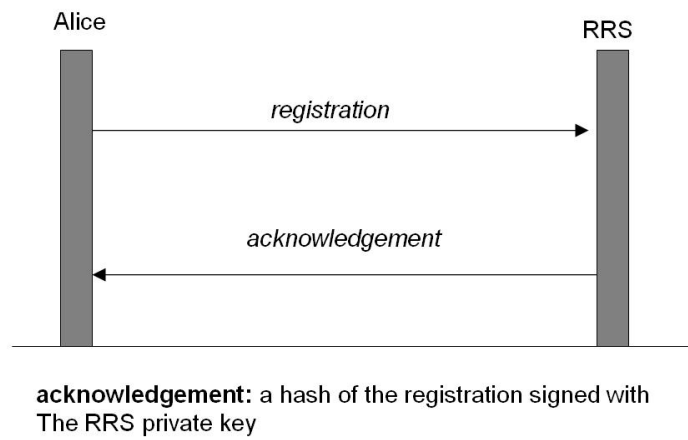 Alice
RRS
registration
acknowledgement
acknowledgement: a hash of the registration signed with
The RRS private key